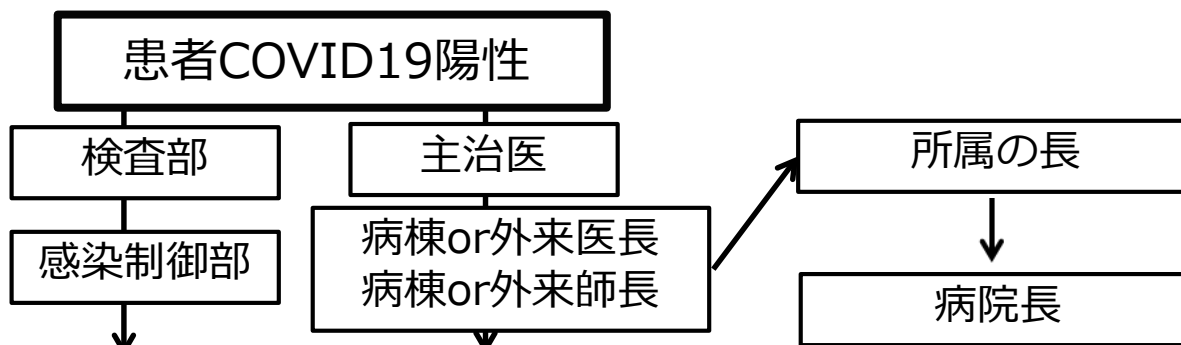 患者COVID19陽性
検査部
主治医
所属の長
感染制御部
病棟or外来医長
病棟or外来師長
病院長